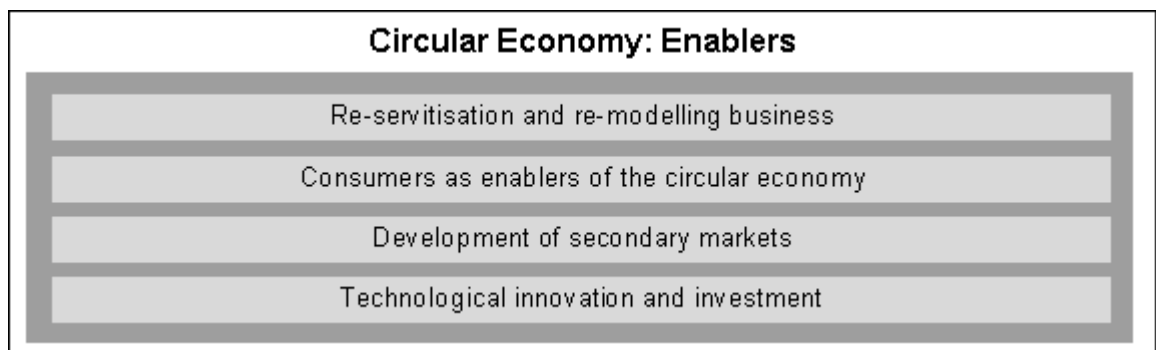 Circular Economy: Enablers
Re-servitisation and re-modelling business
Consumers as enablers of the circular economy
Development of secondary markets
Technological innovation and investment